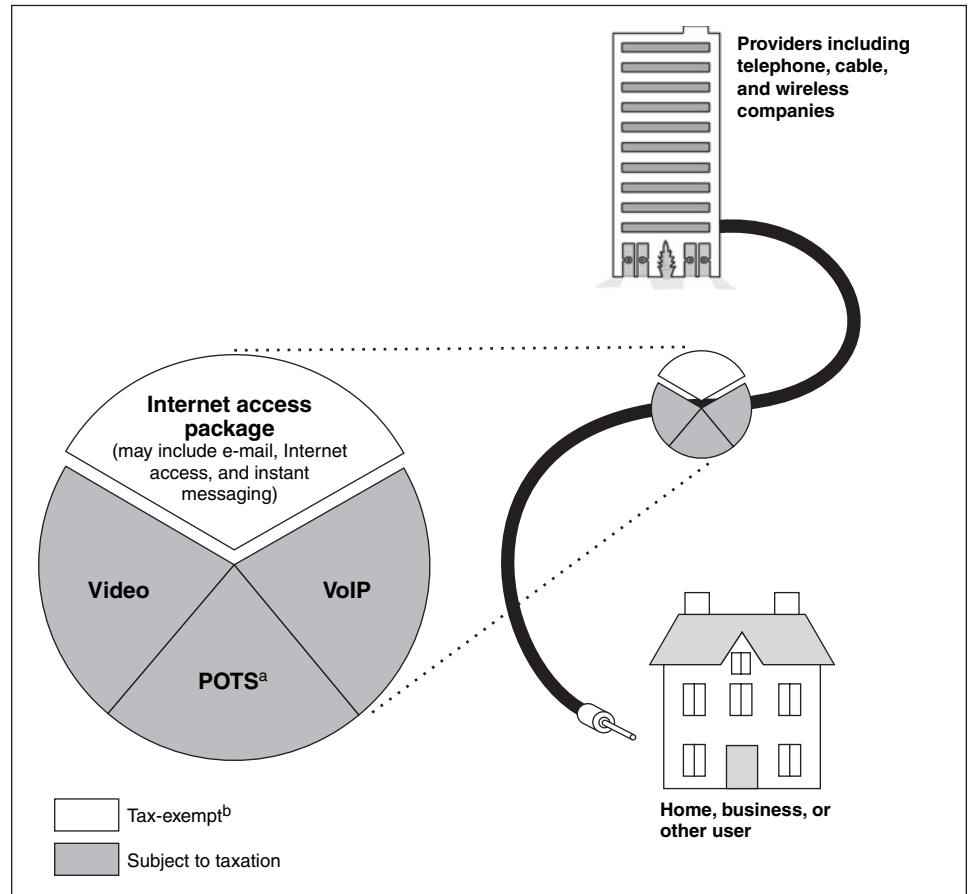 Providers including
telephone, cable,
and wireless
companies
Internet access
package
(may include e-mail, Internet
access, and instant
messaging)
Video
VoIP
POTSa
Tax-exemptb
Subject to taxation
Home, business, or
other user